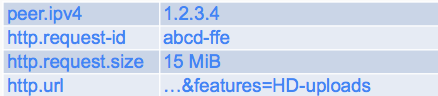 peer.ipv4 1.2.3.4
http.request-id abcd-ffe
http.request.size 15 MiB
http.url …&features=HD-uploads